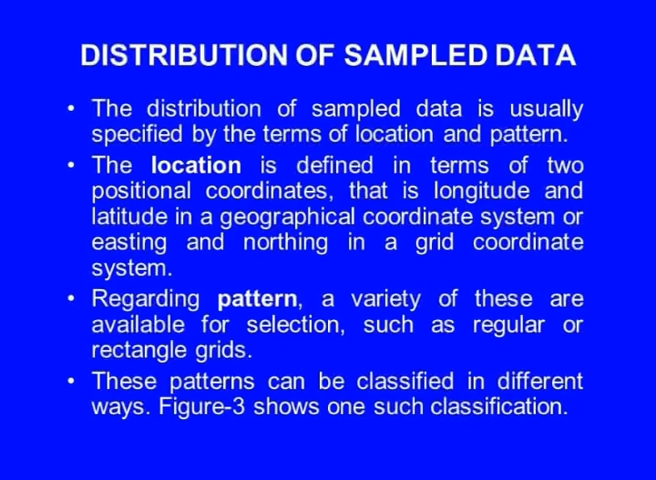 DISTRIBUTION OF SAMPLED DATA
• The distribution of sampled data is usually
specified by the terms of location and pattern.
• The location is defined in terms of two
positional coordinates, that is longitude and
latitude in a geographical coordinate system or
easting and northing in a grid coordinate
system.
• Regarding pattern, a variety of these are
available for selection, such as regular or
rectangle grids.
• These patterns can be classified in different
ways. Figure-3 shows one such classification.